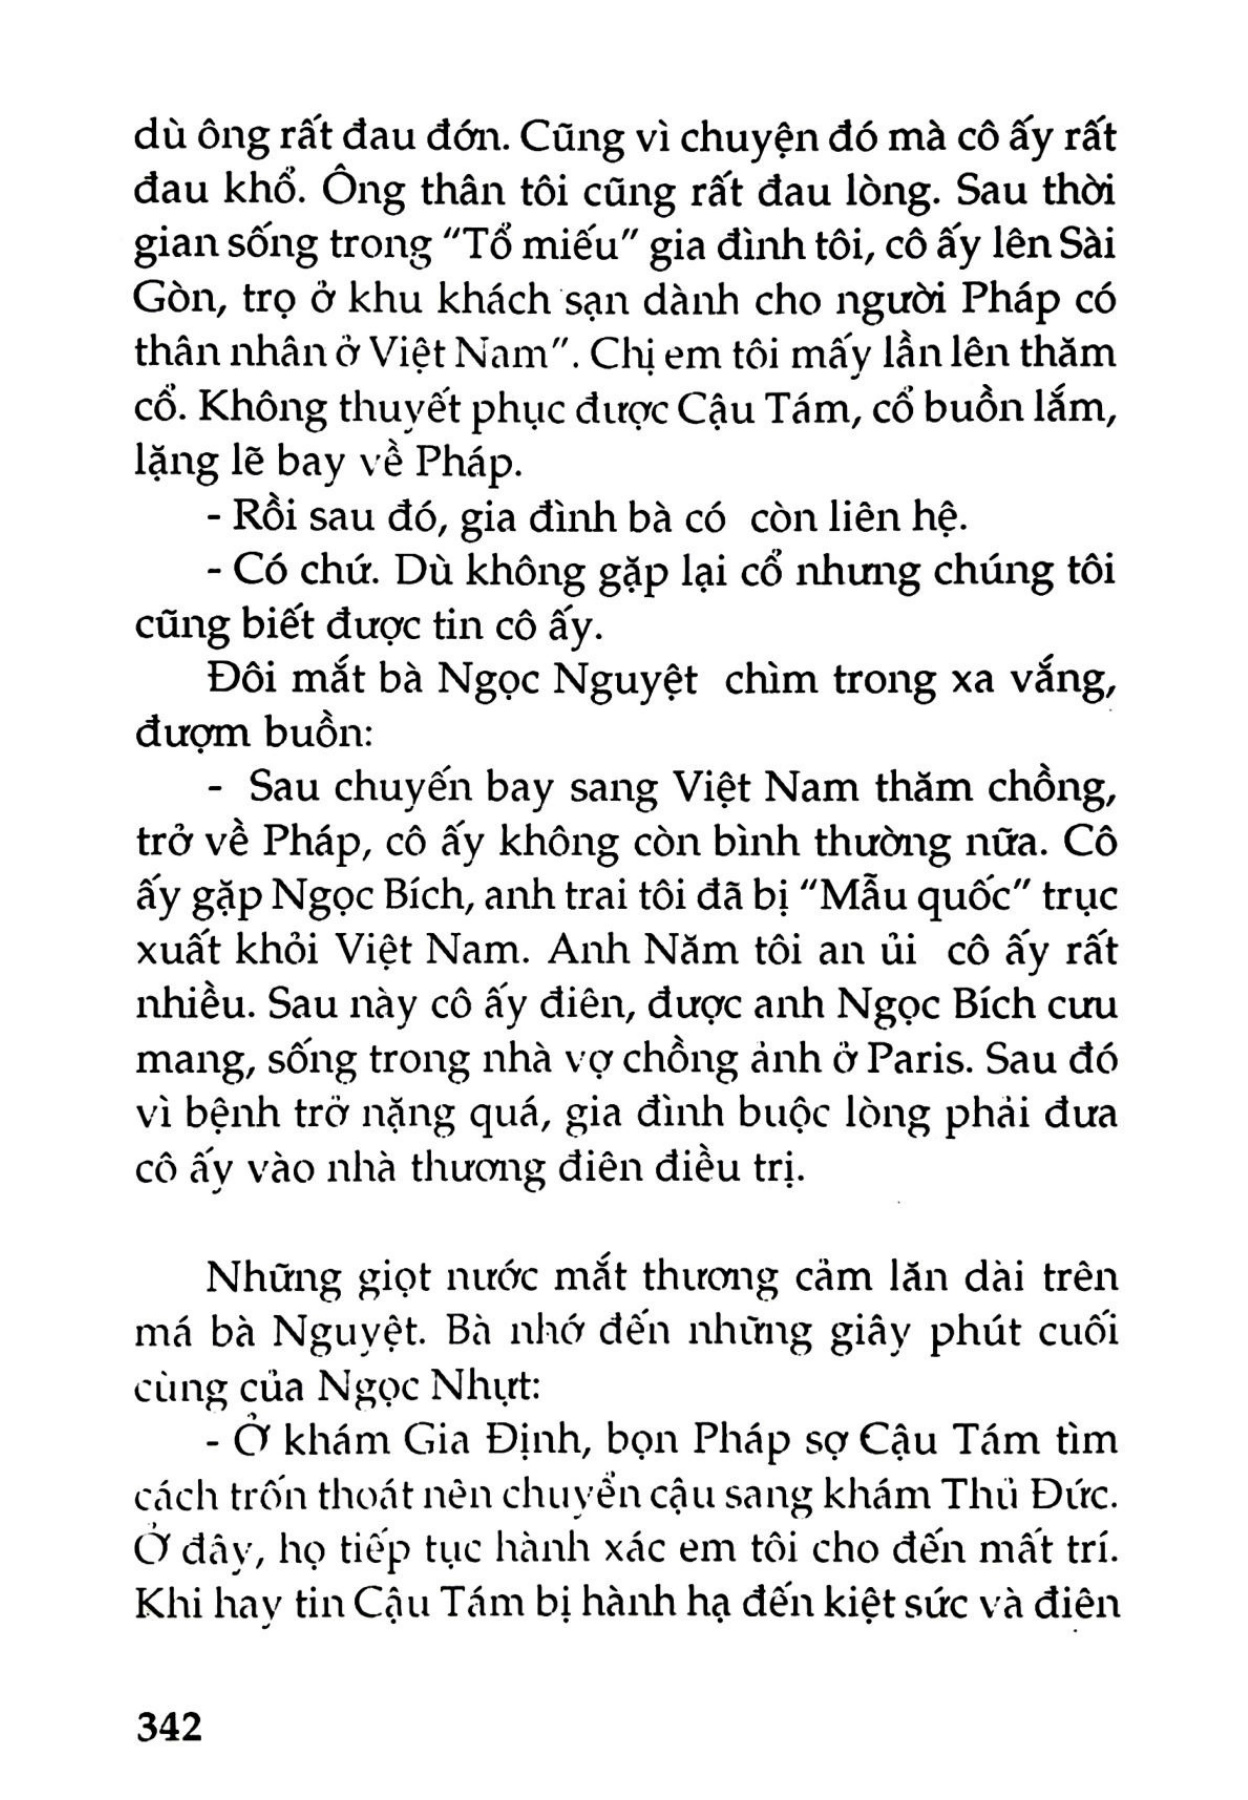 dù ông rất đau đớn. Cũng vì chuyện đó mà cô ấy rất
đau khổ. Ông thân tôi cũng rất đau lòng. Sau thời
gian sống trong "Tổ miếu" gia đình tôi, cô ấy lên Sài
Gòn, trọ ở khu khách sạn dành cho người Pháp có
thân nhân ở Việt Nam". Chị em tôi mấy lần lên thăm
cổ. Không thuyết phục được Cậu Tám, cổ buồn lắm,
lặng lẽ bay về Pháp.
- Rồi sau đó, gia đình bà có còn liên hệ.
- Có chứ. Dù không gặp lại cổ nhưng chúng tôi
cũng biết được tin cô ấy.
Đôi mắt bà Ngọc Nguyệt chìm trong xa vắng,
đượm buồn:
- Sau chuyến bay sang Việt Nam thăm chồng,
trở về Pháp, cô ấy không còn bình thường nữa. Cô
ấy gặp Ngọc Bích, anh trai tôi đã bị "Mẫu quốc" trục
xuất khỏi Việt Nam. Anh Năm tôi an ủi cô ấy rất
nhiều. Sau này cô ấy điên, được anh Ngọc Bích cưu
mang, sống trong nhà vợ chồng ảnh ở Paris. Sau đó
vì bệnh trở nặng quá, gia đình buộc lòng phải đưa
cô ấy vào nhà thương điên điều trị.
Những giọt nước mắt thương cảm lăn dài trên
má bà Nguyệt. Bà nhớ đến những giây phút cuối
cùng của Ngọc Nhựt:
- Ở khám Gia Định, bọn Pháp sợ Cậu Tám tìm
cách trốn thoát nên chuyển cậu sang khám Thủ Đức.
Ở đây, họ tiếp tục hành xác em tôi cho đến mất trí.
Khi hay tin Cậu Tám bị hành hạ đến kiệt sức và điên
342